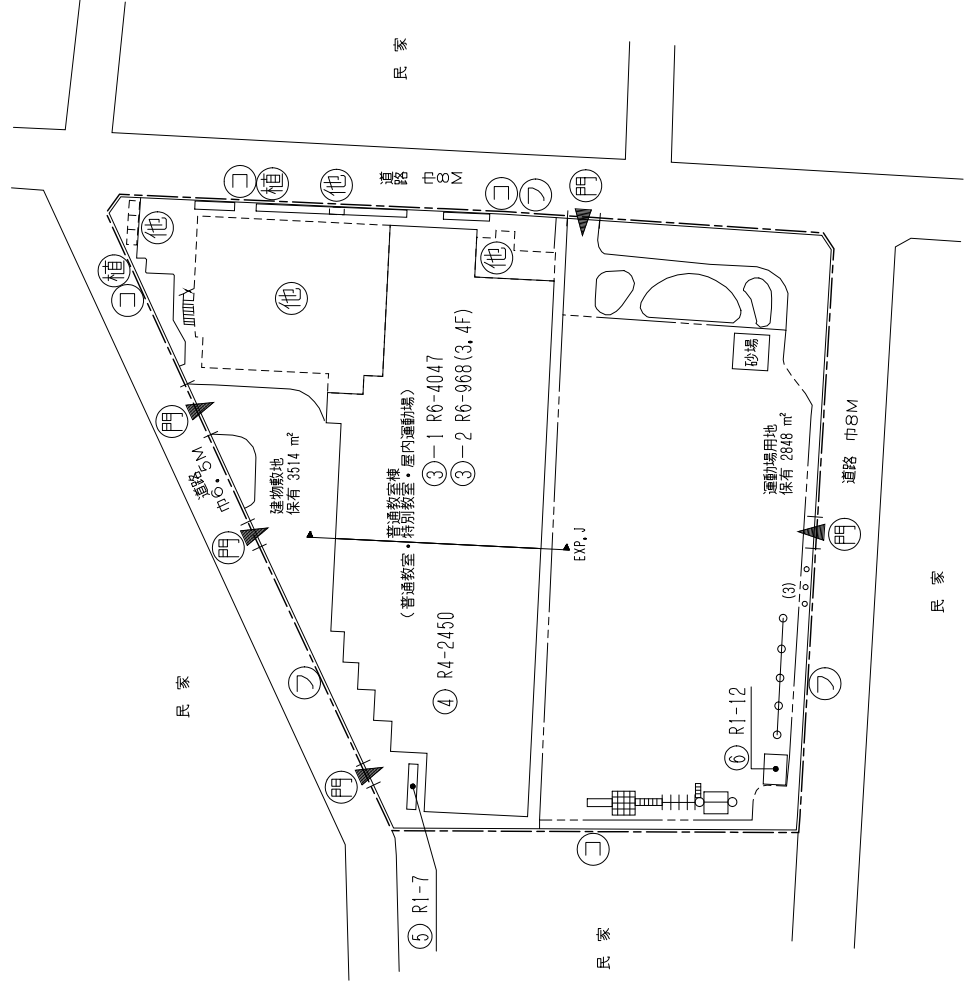 民 家
コ
植
他
道路 巾8M
コ
フ
門
植
コ
他
他
他
門
道路
巾6.5M
建物敷地
保有 3514 ㎡
門
普通教室棟
（普通教室・特別教室・屋内運動場）
③－1 R6-4047
③－2 R6-968(3,4F)
EXP.J
砂場
運動場用地
保有 2848 ㎡
道路 巾8M
門
(3)
民 家
フ
民 家
フ
④ R4-2450
門
⑥ R1-12
コ
⑤ R1-7
民 家